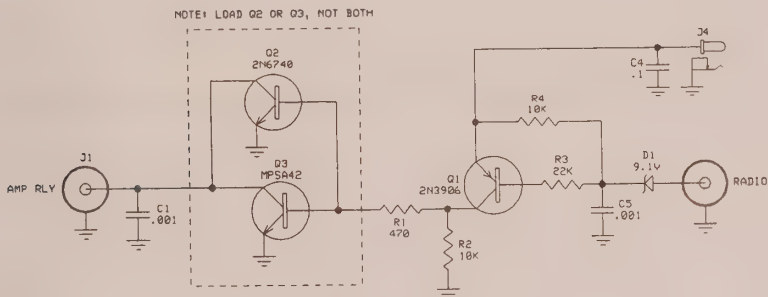 NOTE: LOAD Q2 OR Q3, NOT BOTH
Q2
2N6740
J4
C4
.1
R4
10K
J1
Q3
MPSA42
Q1
2N3906
R3
22K
D1
9.1V
AMP RLY
RADIO
C1
.001
R1
470
C5
.001
R2
10K